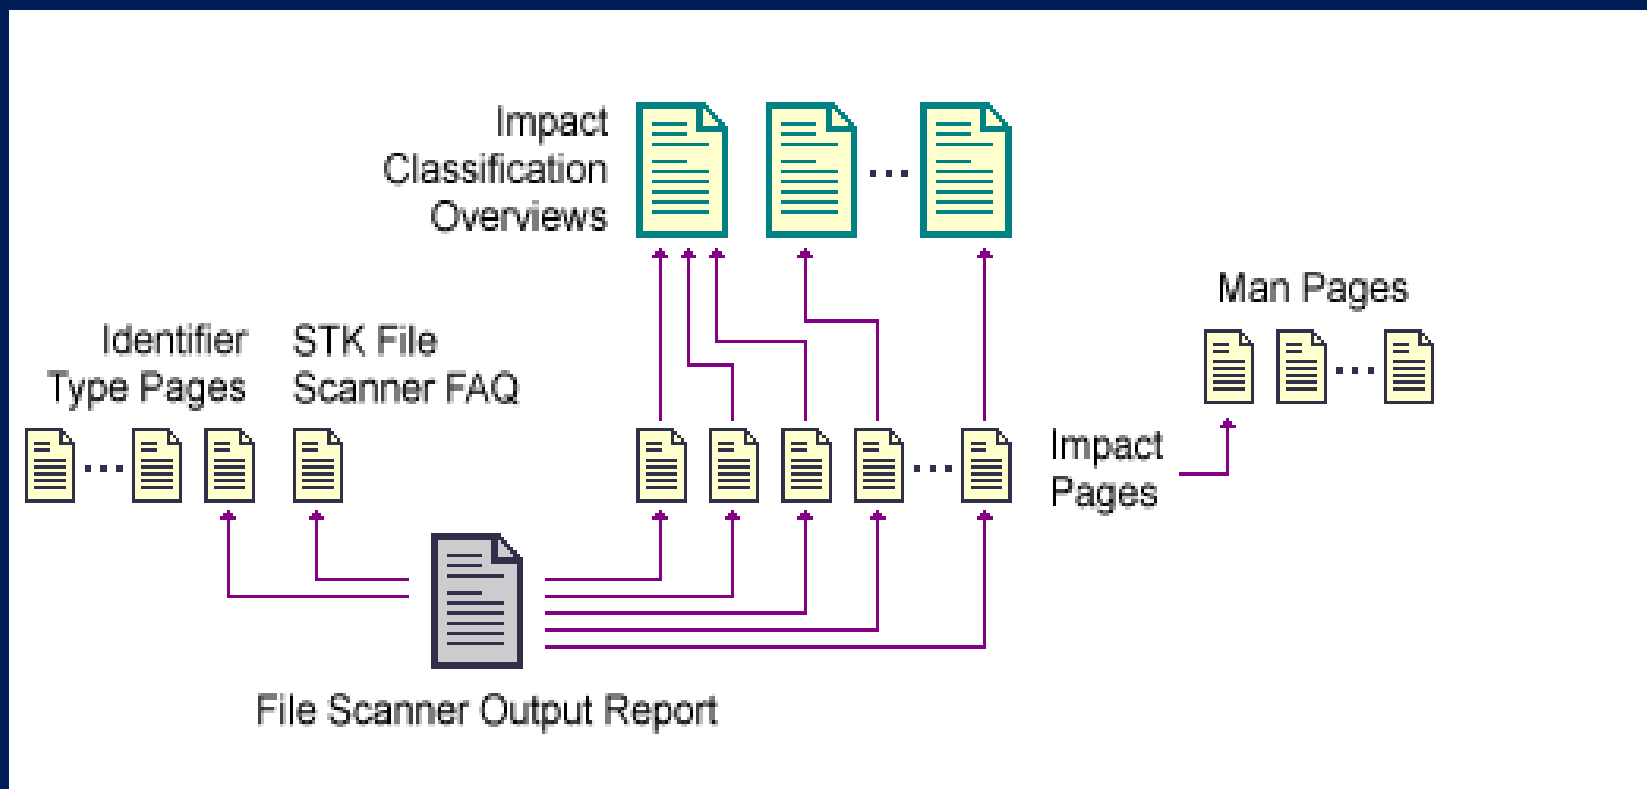 Impact
Classification
Overviews
Man Pages
Identifier
Type Pages
STK File
Scanner FAQ
Impact
Pages
File Scanner Output Report